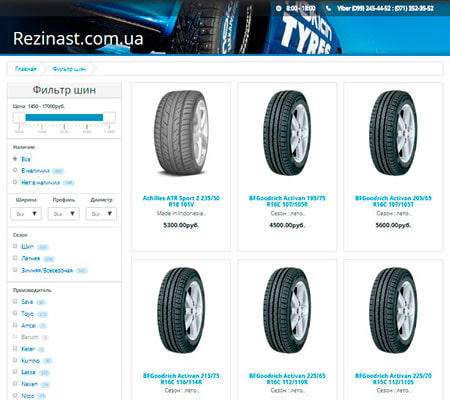 8:00 - 18:00 Viber (099) 245-44-52 (071) 352-35-52
Rezinast.com.ua
TYRES
Главная Фильтр шин
Фильтр шин
Цена 1450 - 17000руб.
Наличие
Все
В наличии
Нет в наличии
Ширина Профиль Диаметр
Все Все Все
Сезон
Шип
Летняя
Зимняя/Всесезоная
Производитель
Sava
Toyo
Amtel
Barum
Keter
Kumho
Lassa
Nexen
Nitto
Achilles ATR Sport 2 235/50
R18 101V
Made in Indonesia..
5300.00руб.
BFGoodrich Activan 195/75
R16C 107/105R
Сезон : лето..
4500.00руб.
BFGoodrich Activan 205/65
R16C 107/105T
Сезон : лето..
5600.00руб.
BFGoodrich Activan 215/75
R16C 116/114R
Сезон : лето..
BFGoodrich Activan 225/65
R16C 112/110R
Сезон : лето..
BFGoodrich Activan 225/70
R15C 112/110S
Сезон : лето..